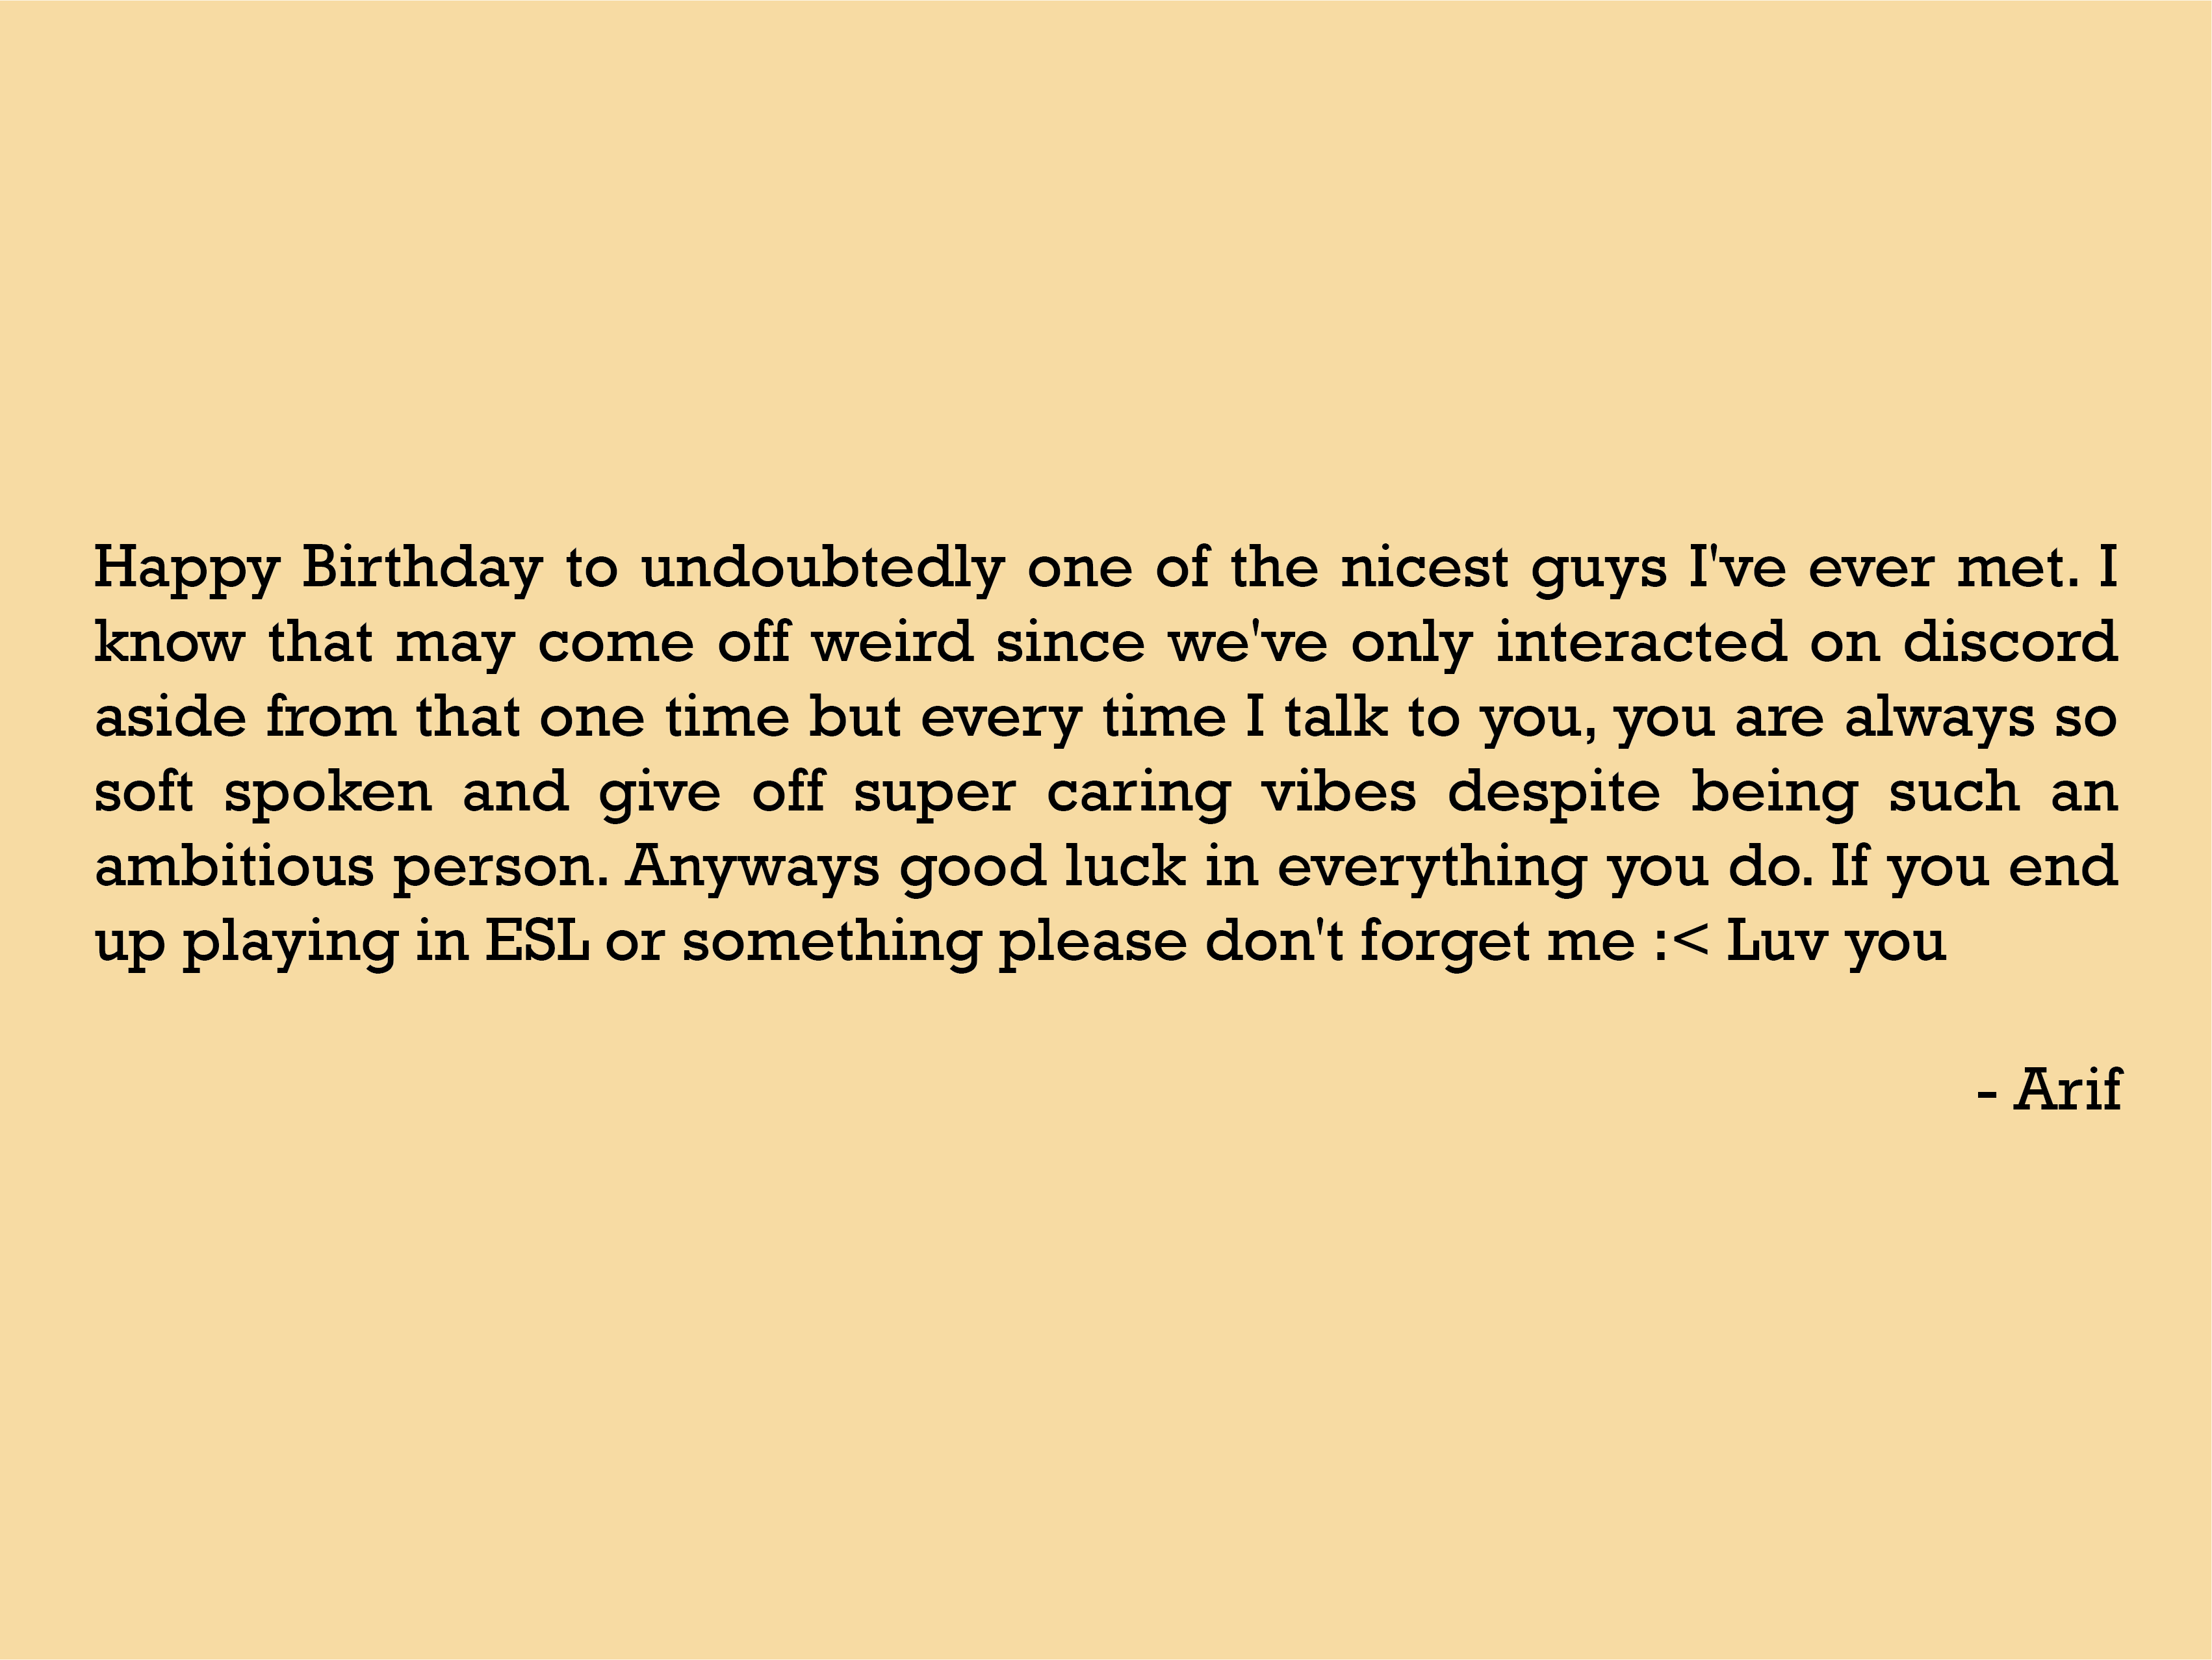 Happy Birthday to undoubtedly one of the nicest guys I've ever met. I
know that may come off weird since we've only interacted on discord
aside from that one time but every time I talk to you, you are always so
soft spoken and give off super caring vibes despite being such an
ambitious person. Anyways good luck in everything you do. If you end
up playing in ESL or something please don't forget me :< Luv you
- Arif